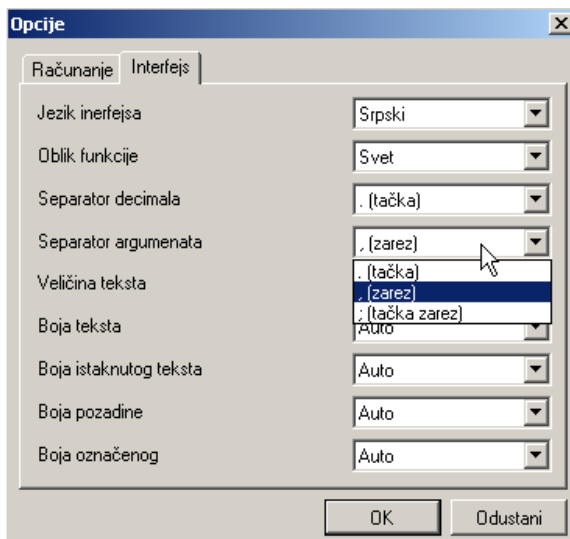 Opcije
Računanje Interfejs
Jezik inerfejsa Srpski
Oblik funkcije Svet
Separator decimala . (tačka)
Separator argumenata , (zarez)
. (tačka)
Veličina teksta , (zarez)
; (tačka zarez)
Boja teksta Auto
Boja istaknutog teksta Auto
Boja pozadine Auto
Boja označenog Auto
OK Odustani